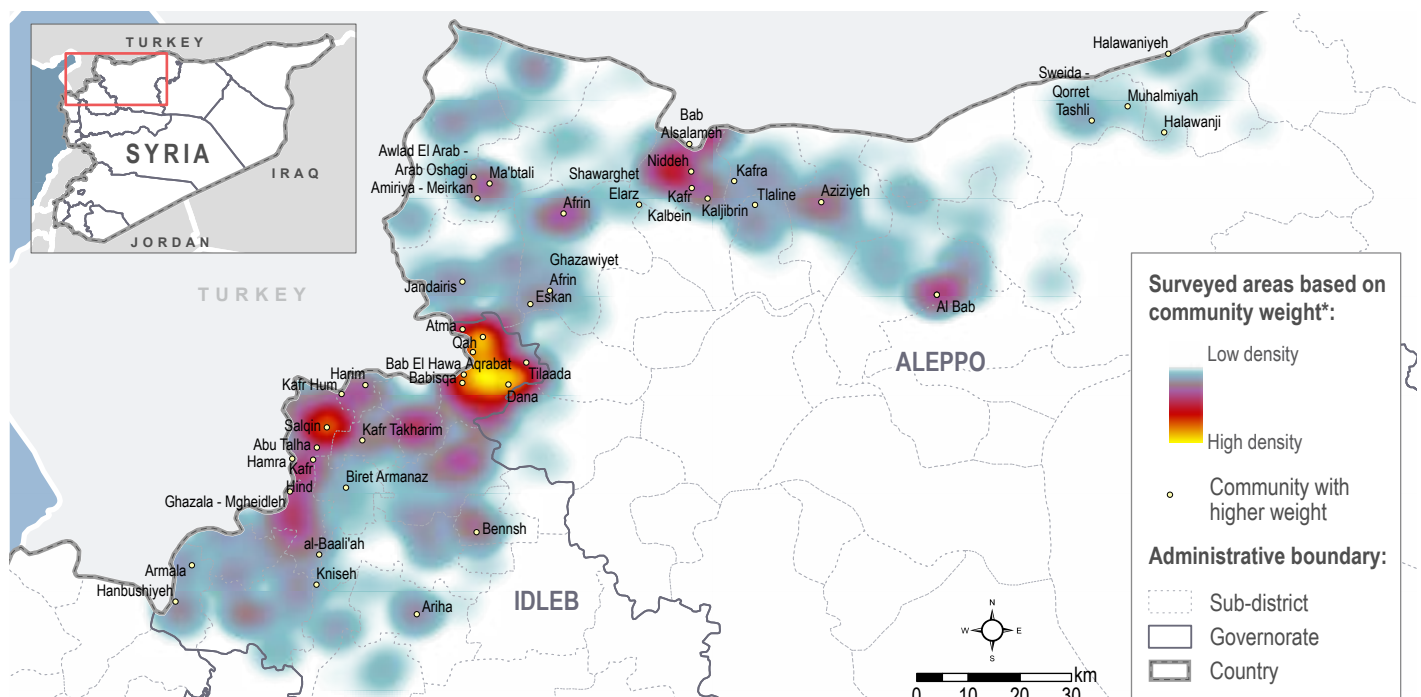 TURKEY
SYRIA
IRAQ
JORDAN
TURKEY
Halawaniyeh
Sweida -
Qorret
Tashli
Muhalmiyah
Halawanji
Bab
Alsalameh
Niddeh
Awlad El Arab -
Arab Oshagi
Ma'btali
Amiriya - Meirkan
Shawarghet
Elarz
Kafra
Kafr
Kalbein
Kaljibrin
Tlaline
Aziziyeh
Afrin
Ghazawiyet
Afrin
Eskan
Jandairis
Al Bab
Atma
Qah
Bab El Hawa
Aqrabat
Babisqa
Tilaada
Dana
ALEPPO
Harim
Kafr Hum
Salqin
Kafr Takharim
Abu Talha
Hamra
Kafr
Hind
Biret Armanaz
Ghazala - Mgheidleh
Bennsh
al-Baali'ah
Armala
Kniseh
Hanbushiyeh
Ariha
IDLEB
N
W
E
S
km
0
10
20
30
Surveyed areas based on
community weight*:
Low density
High density
Community with
higher weight
Administrative boundary:
Sub-district
Governorate
Country